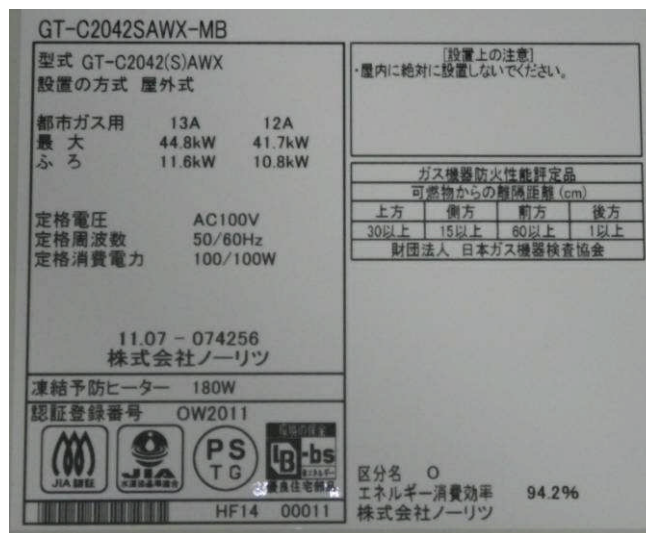 GT-C2042SAWX-MB
型式 GT-C2042(S)AWX
設置の方式 屋外式
都市ガス用 13A 12A
最 大 44.8kW 41.7kW
ふ ろ 11.6kW 10.8kW
定格電圧 AC100V
定格周波数 50/60Hz
定格消費電力 100/100W
11.07 - 074256
株式会社ノーリツ
凍結予防ヒーター 180W
認証登録番号 OW2011
JIA 認証
JIA
PS
TG
LB-bs
優良住宅部品
HF14 00011
[設置上の注意]
・屋内に絶対に設置しないでください。
ガス機器防火性能評定品
可燃物からの離隔距離(cm)
上方 側方 前方 後方
30以上 15以上 60以上 1以上
財団法人 日本ガス機器検査協会
区分名 O
エネルギー消費効率 94.2%
株式会社ノーリツ